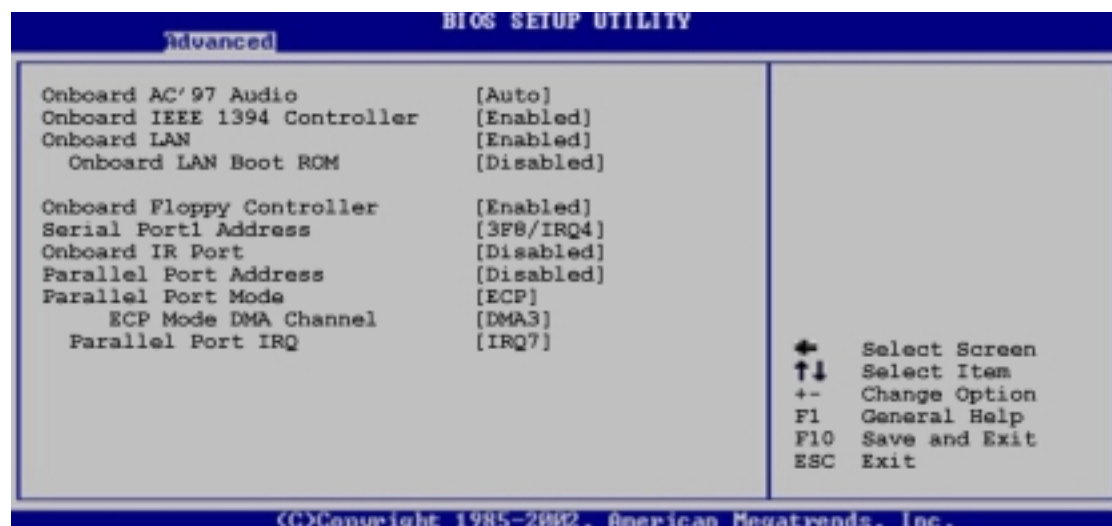 BIOS SETUP UTILITY
Advanced
Onboard AC'97 Audio [Auto]
Onboard IEEE 1394 Controller [Enabled]
Onboard LAN [Enabled]
Onboard LAN Boot ROM [Disabled]
Onboard Floppy Controller [Enabled]
Serial Port1 Address [3F8/IRQ4]
Onboard IR Port [Disabled]
Parallel Port Address [Disabled]
Parallel Port Mode [ECP]
ECP Mode DMA Channel [DMA3]
Parallel Port IRQ [IRQ7]
← Select Screen
↑↓ Select Item
+- Change Option
F1 General Help
F10 Save and Exit
ESC Exit
(C)Copyright 1985-2002, American Megatrends, Inc.